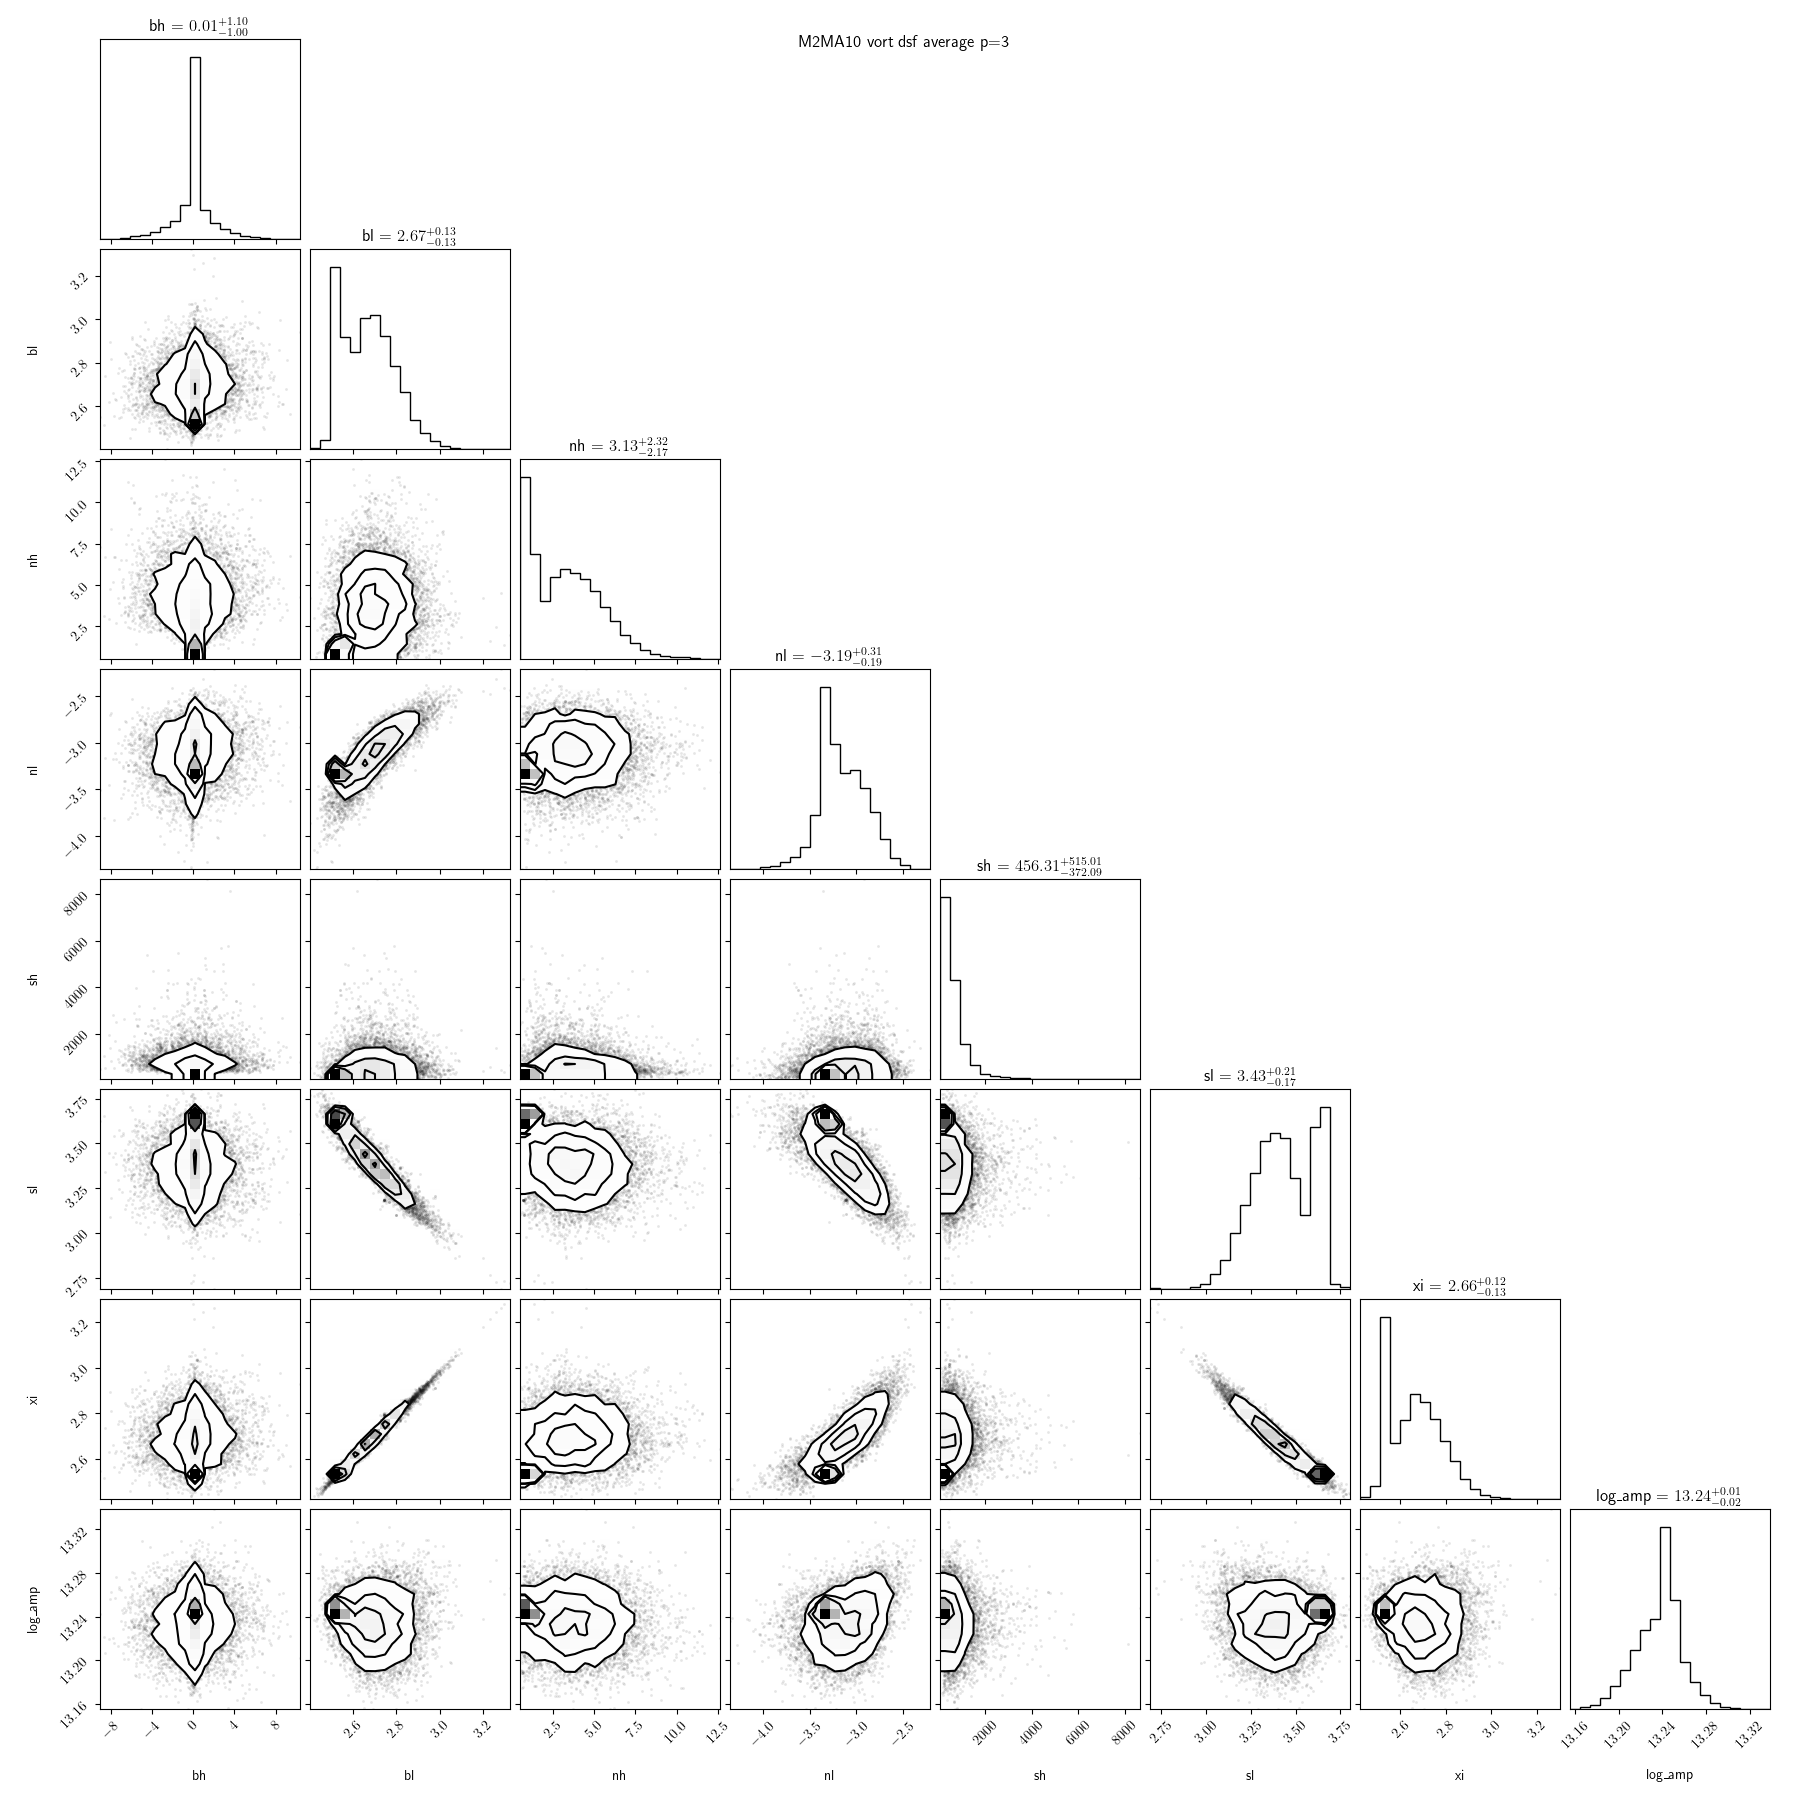 M2MA10 vort dsf average p=3
bh = 0.01^{+1.10}_{-1.00}
bl = 2.67^{+0.13}_{-0.13}
bl
3.2
3.0
2.8
2.6
nh = 3.13^{+2.32}_{-2.17}
nh
12.5
10.0
7.5
5.0
2.5
nl = −3.19^{+0.31}_{-0.19}
nl
−2.5
−3.0
−3.5
−4.0
sh = 456.31^{+515.01}_{-372.09}
sh
8000
6000
4000
2000
sl = 3.43^{+0.21}_{-0.17}
sl
3.75
3.50
3.25
3.00
2.75
xi = 2.66^{+0.12}_{-0.13}
xi
3.2
3.0
2.8
2.6
log_amp = 13.24^{+0.01}_{-0.02}
log_amp
13.32
13.28
13.24
13.20
13.16
−8 −4 0 4 8 2.6 2.8 3.0 3.2 2.5 5.0 7.5 10.0 12.5 −4.0 −3.5 −3.0 −2.5 2000 4000 6000 8000 2.75 3.00 3.25 3.50 3.75 2.6 2.8 3.0 3.2 13.16 13.20 13.24 13.28 13.32
bh bl nh nl sh sl xi log_amp